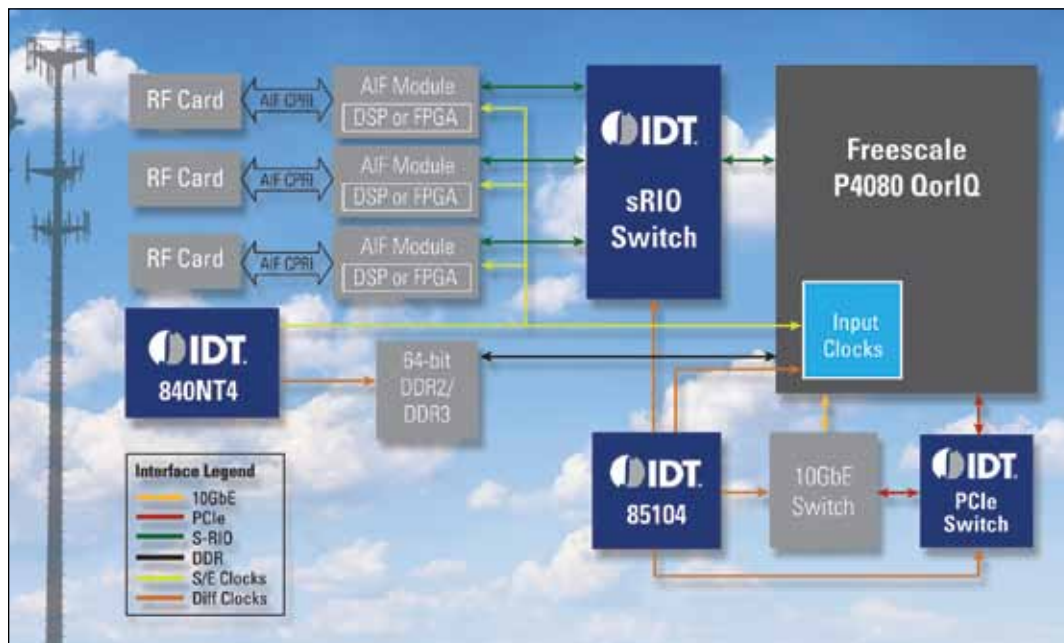 RF Card
AIF CPRI
AIF Module
DSP or FPGA
RF Card
AIF CPRI
AIF Module
DSP or FPGA
RF Card
AIF CPRI
AIF Module
DSP or FPGA
IDT.
sRIO
Switch
Freescale
P4080 QorIQ
Input
Clocks
IDT.
840NT4
64-bit
DDR2/
DDR3
IDT.
85104
10GbE
Switch
IDT.
PCIe
Switch
Interface Legend
10GbE
PCIe
S-RIO
DDR
S/E Clocks
Diff Clocks